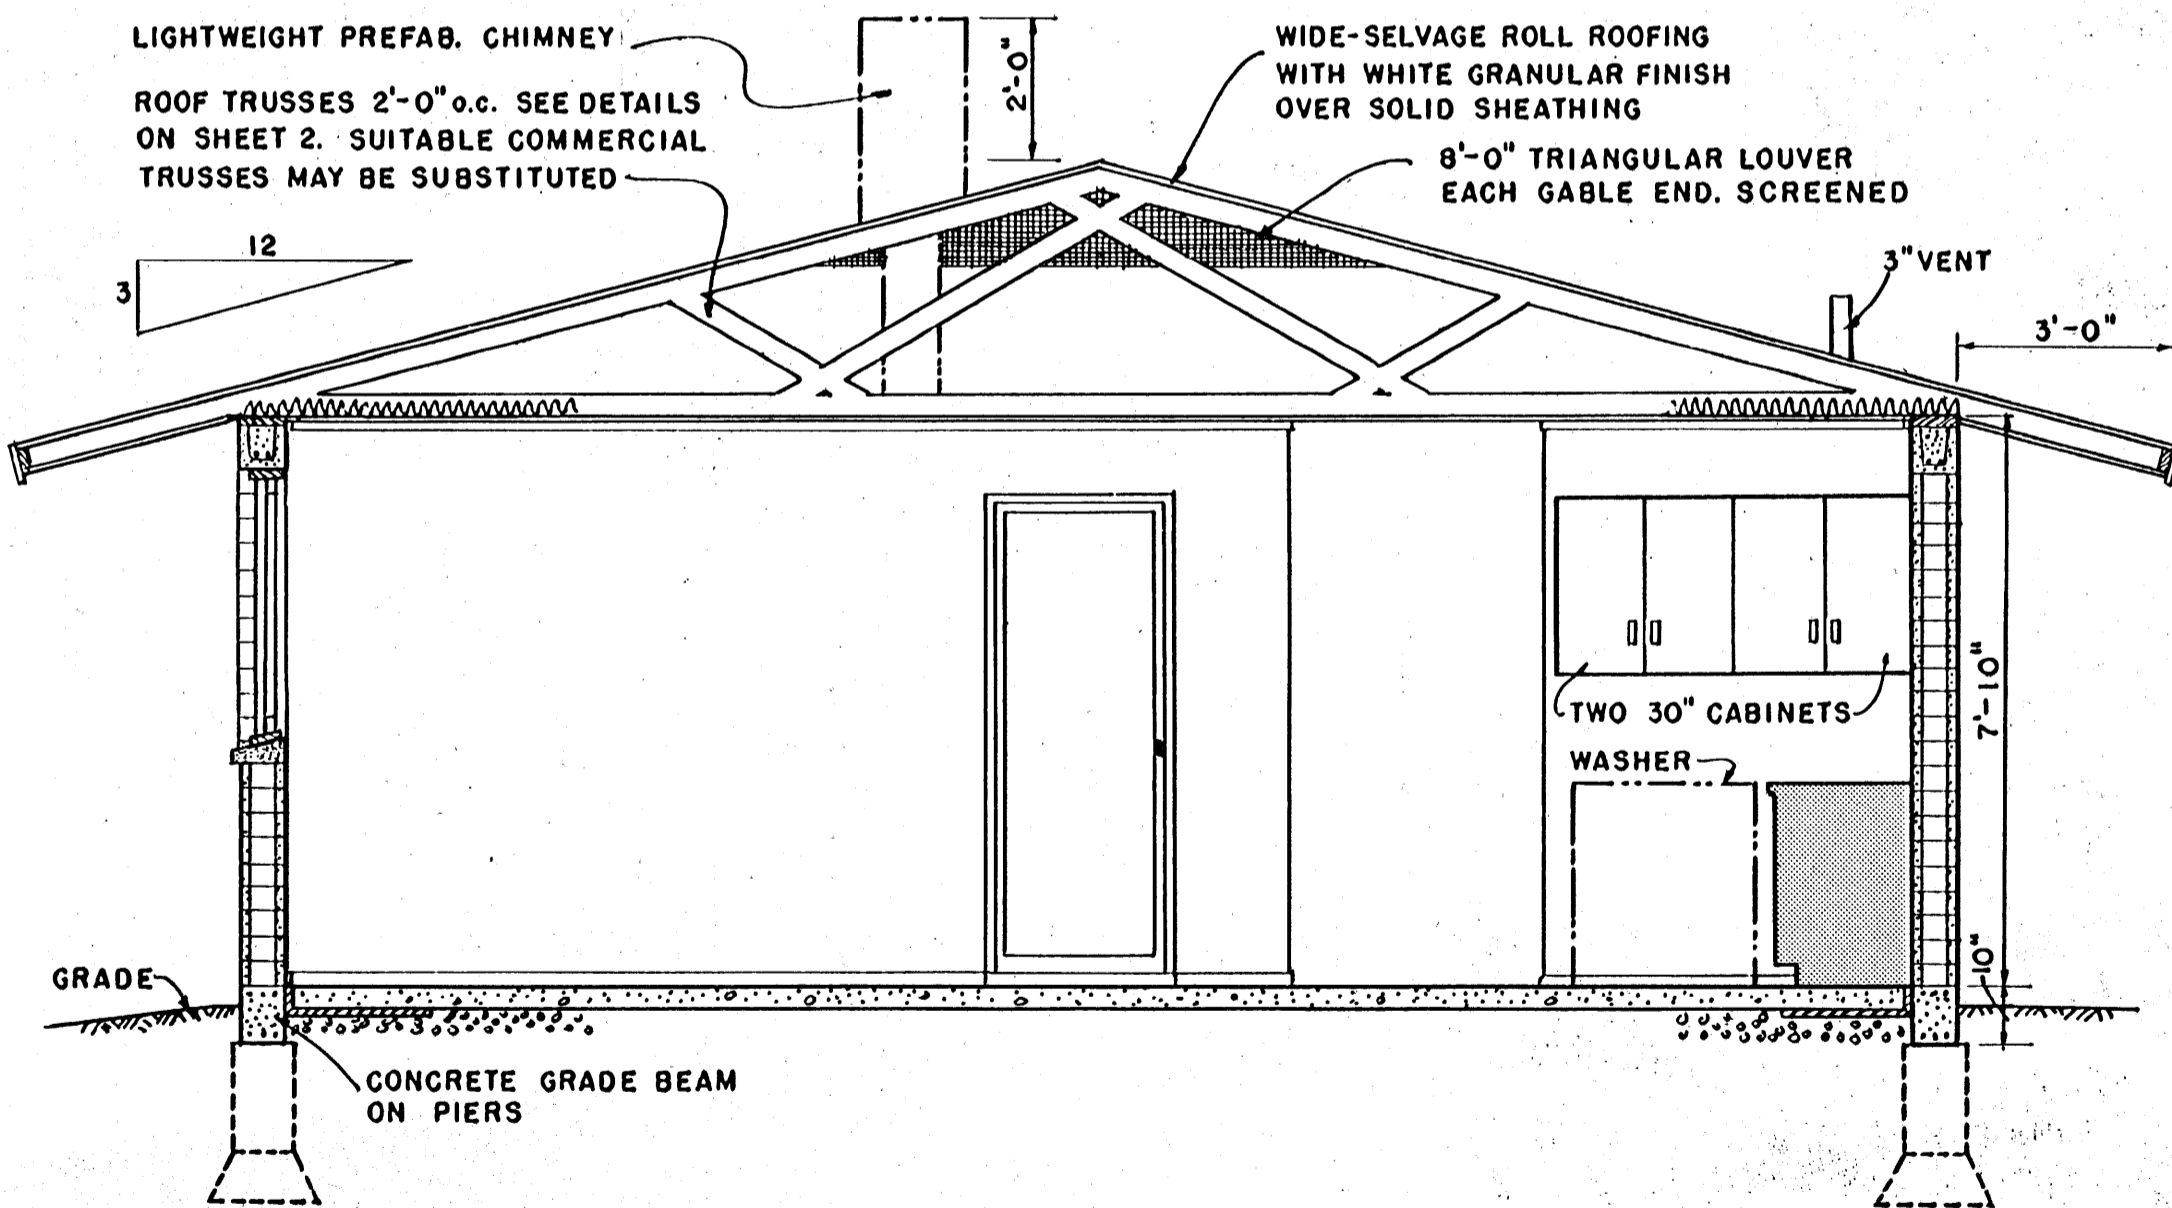 LIGHTWEIGHT PREFAB. CHIMNEY
ROOF TRUSSES 2'-0" o.c. SEE DETAILS
ON SHEET 2. SUITABLE COMMERCIAL
TRUSSES MAY BE SUBSTITUTED
2'-0"
WIDE-SELVAGE ROLL ROOFING
WITH WHITE GRANULAR FINISH
OVER SOLID SHEATHING
8'-0" TRIANGULAR LOUVER
EACH GABLE END. SCREENED
12
3
3" VENT
3'-0"
TWO 30" CABINETS
7'-10"
WASHER
10"
GRADE
CONCRETE GRADE BEAM
ON PIERS